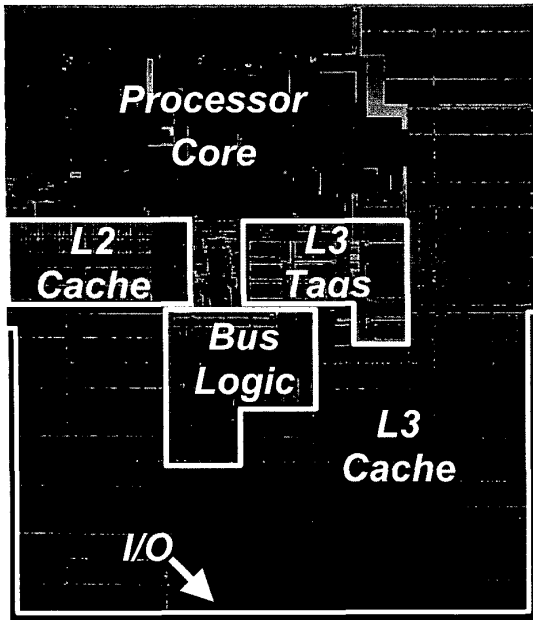 Processor
Core
L2
Cache
L3
Tags
Bus
Logic
L3
Cache
I/O